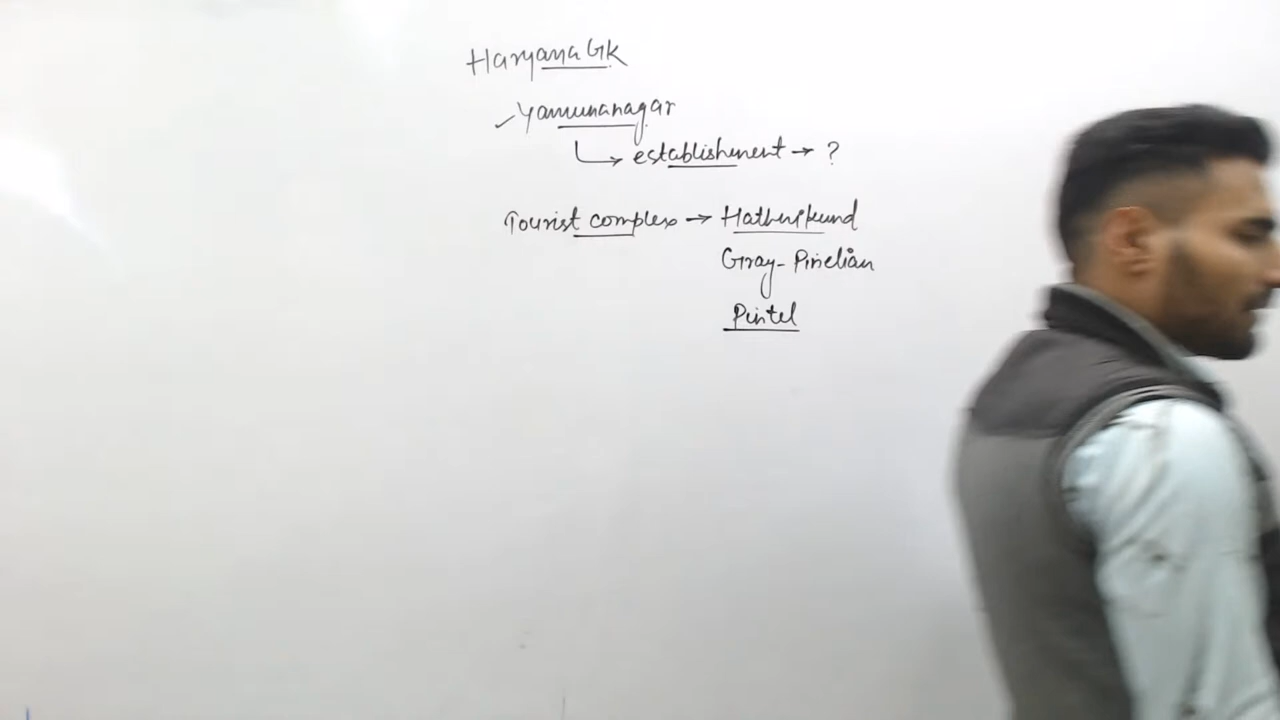 Haryana GK
✓ Yamunanagar
↳ establishment → ?
Tourist complex → Hathnikund
Gray-Pinelian
Pintel